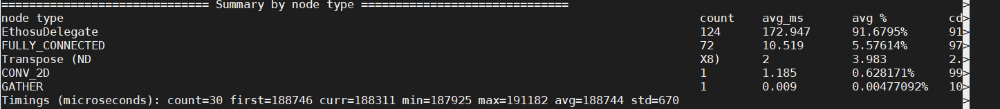 ============================== Summary by node type ============================== >
node type count avg_ms avg % cd>
EthosuDelegate 124 172.947 91.6795% 91>
FULLY_CONNECTED 72 10.519 5.57614% 97>
Transpose (ND X8) 2 3.983 2.>
CONV_2D 1 1.185 0.628171% 99>
GATHER 1 0.009 0.00477092% 10>
Timings (microseconds): count=30 first=188746 curr=188311 min=187925 max=191182 avg=188744 std=670 >